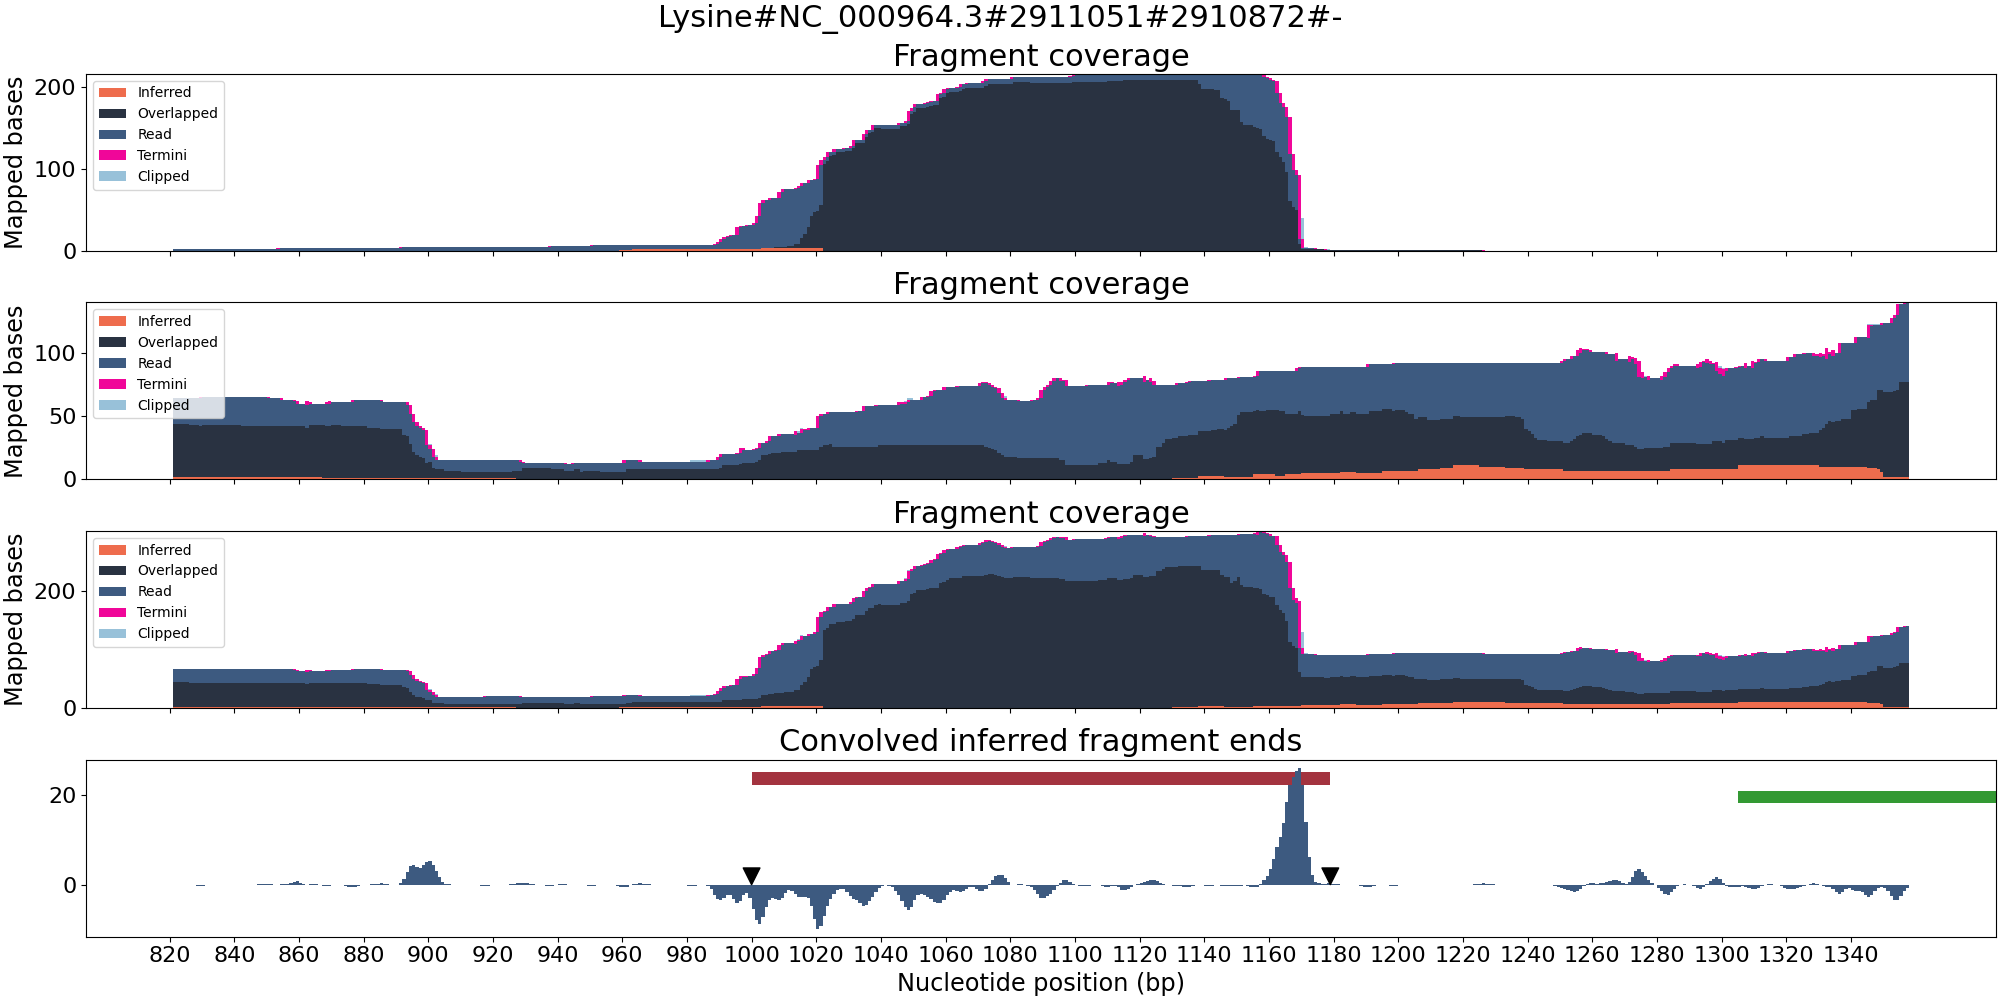 Lysine#NC_000964.3#2911051#2910872#-
Fragment coverage
Mapped bases
200
100
0
Inferred
Overlapped
Read
Termini
Clipped
Fragment coverage
Mapped bases
100
50
0
Inferred
Overlapped
Read
Termini
Clipped
Fragment coverage
Mapped bases
200
0
Inferred
Overlapped
Read
Termini
Clipped
Convolved inferred fragment ends
20
0
820 840 860 880 900 920 940 960 980 1000 1020 1040 1060 1080 1100 1120 1140 1160 1180 1200 1220 1240 1260 1280 1300 1320 1340
Nucleotide position (bp)